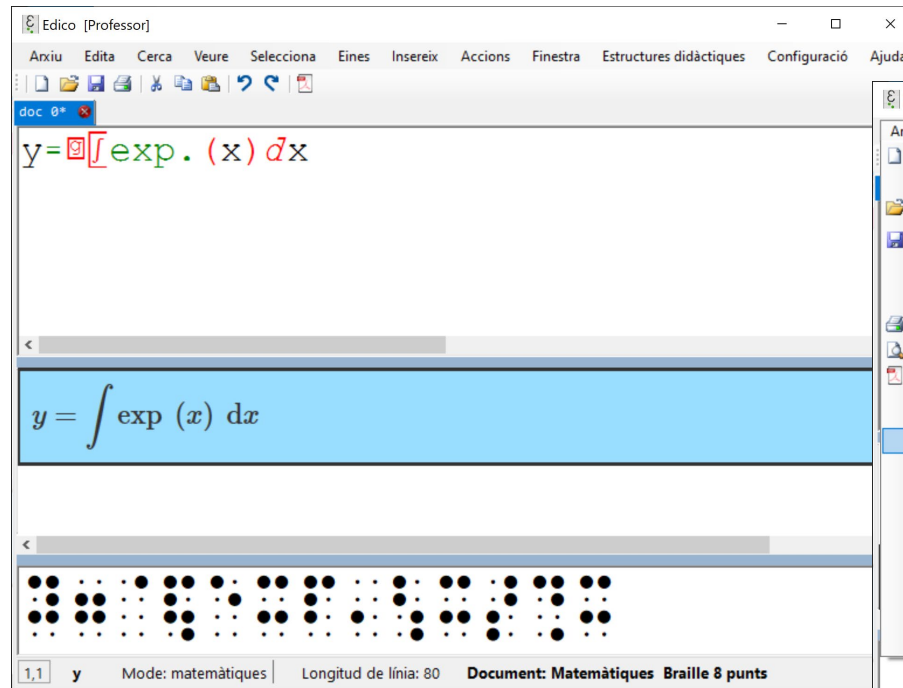 Edico [Professor]
Arxiu Edita Cerca Veure Selecciona Eines Insereix Accions Finestra Estructures didàctiques Configuració Ajuda
doc 0*
y=g∫exp.(x)dx
y = ∫ exp (x) dx
⠽⠶⠈⢯⠑⠭⠏⠄⢣⠭⡜⢙⠭
1,1 y Mode: matemàtiques Longitud de línia: 80 Document: Matemàtiques Braille 8 punts